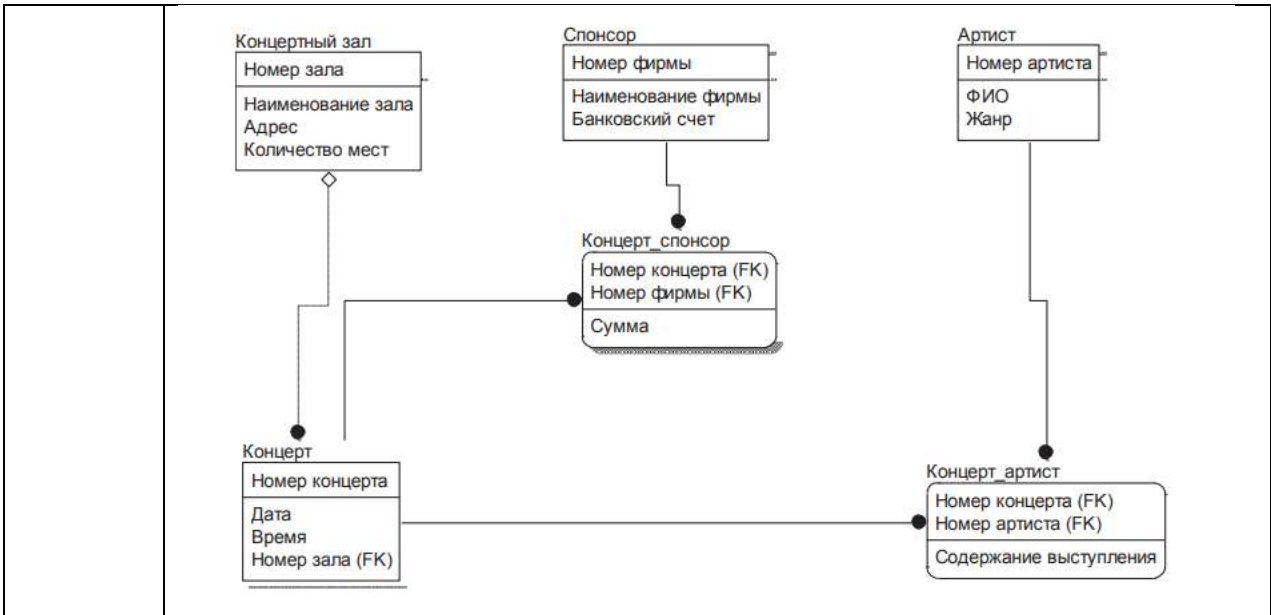 Концертный зал
Номер зала
Наименование зала
Адрес
Количество мест
Спонсор
Номер фирмы
Наименование фирмы
Банковский счет
Артист
Номер артиста
ФИО
Жанр
Концерт_спонсор
Номер концерта (FK)
Номер фирмы (FK)
Сумма
Концерт
Номер концерта
Дата
Время
Номер зала (FK)
Концерт_артист
Номер концерта (FK)
Номер артиста (FK)
Содержание выступления